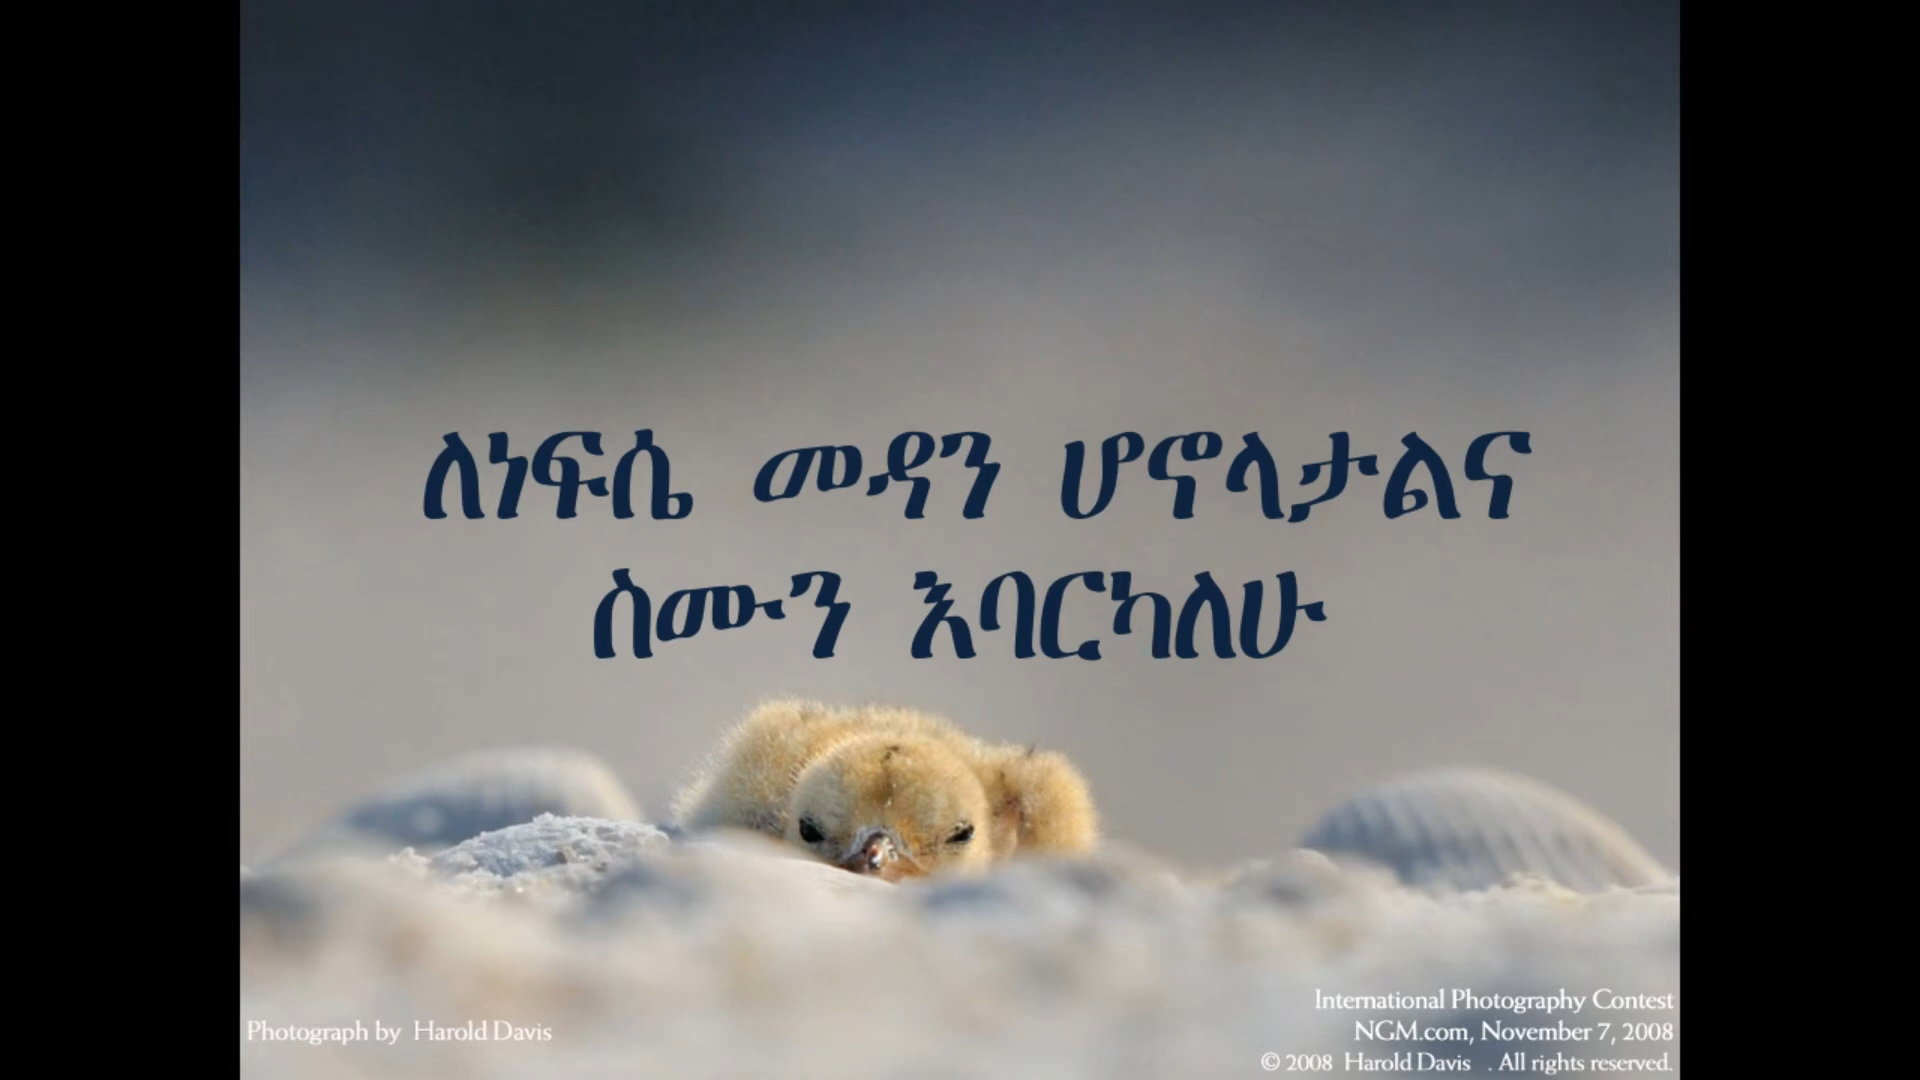 ለነፍሴ መዳን ሆኖላታልና
ስሙን እባርካለሁ
International Photography Contest
Photograph by Harold Davis
NGM.com, November 7, 2008
© 2008 Harold Davis . All rights reserved.